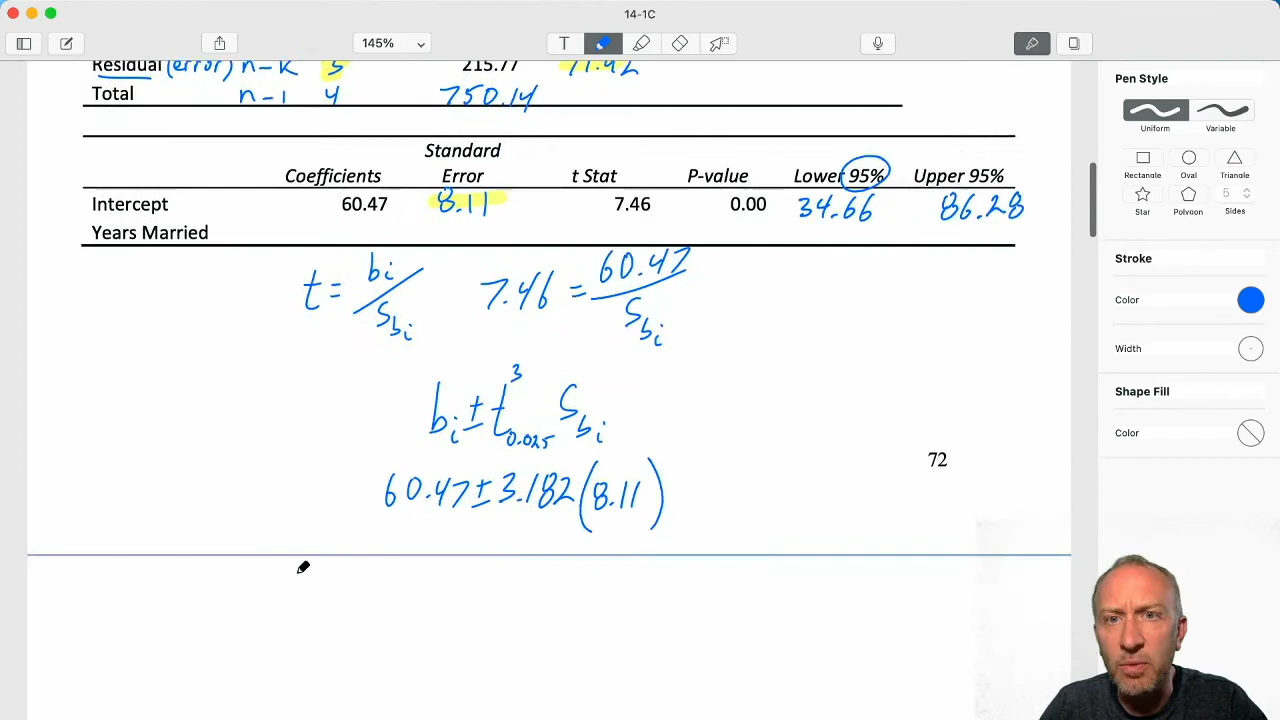 14-1C
145%
T
Residual (error) n-k 3 215.77 71.92
Total n-1 4 750.14
Standard
Coefficients Error t Stat P-value Lower 95% Upper 95%
Intercept 60.47 8.11 7.46 0.00 34.66 86.28
Years Married
t = bi/Sbi 7.46 = 60.47/Sbi
bi ± t 3 0.025 Sbi
60.47 ± 3.182 (8.11)
72
Pen Style
Uniform Variable
Rectangle Oval Triangle
5
Star Polygon Sides
Stroke
Color
Width
Shape Fill
Color